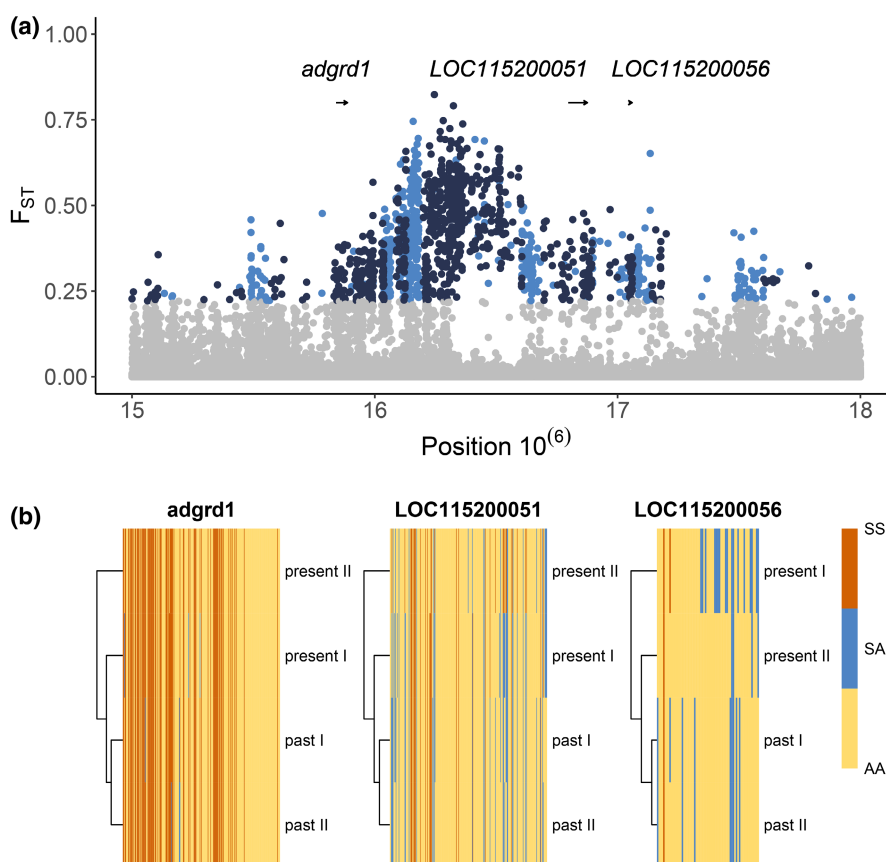 (a)
1.00
0.75
0.50
0.25
0.00
FST
adgrd1
LOC115200051
LOC115200056
15
16
17
18
Position 10(6)
(b)
adgrd1
LOC115200051
LOC115200056
present II
present I
past I
past II
present II
present I
past I
past II
present I
present II
past I
past II
SS
SA
AA